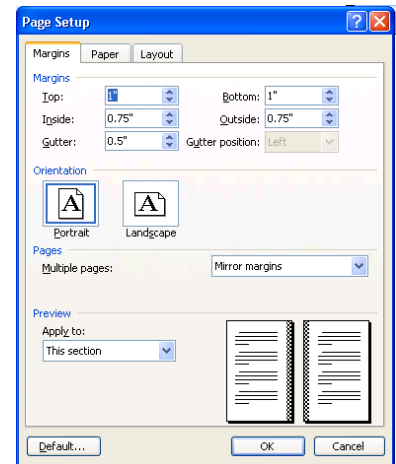 Page Setup
Margins Paper Layout
Margins
Top: 1" Bottom: 1"
Inside: 0.75" Outside: 0.75"
Gutter: 0.5" Gutter position: Left
Orientation
A A
Portrait Landscape
Pages
Multiple pages: Mirror margins
Preview
Apply to:
This section
Default... OK Cancel